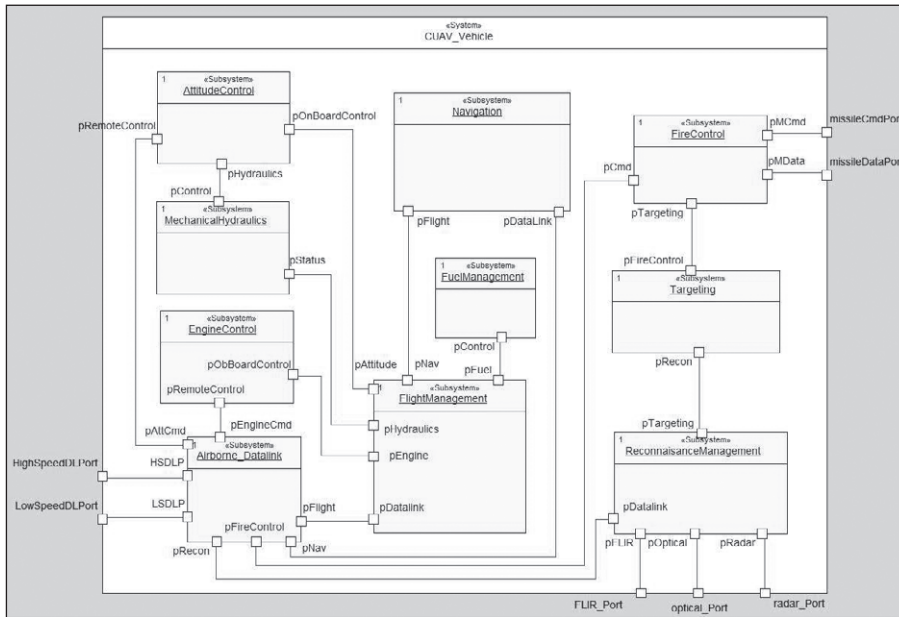 «System»
CUAV_Vehicle
1 «Subsystem»
AttitudeControl
pRemoteControl
pOnBoardControl
pHydraulics
pControl
1 «Subsystem»
MechanicalHydraulics
pStatus
1 «Subsystem»
EngineControl
pObBoardControl
pRemoteControl
pEngineCmd
pAttCmd
1 «Subsystem»
Airborne_Datalink
HighSpeedDLPort
HSDLP
LowSpeedDLPort
LSDLP
pFlight
pFireControl
pRecon
pNav
1 «Subsystem»
Navigation
pFlight
pDataLink
1 «Subsystem»
FuelManagement
pControl
pAttitude
pNav
pFuel
1 «Subsystem»
FlightManagement
pHydraulics
pEngine
pDatalink
1 «Subsystem»
FireControl
pMCmd
missileCmdPort
pMData
missileDataPort
pCmd
pTargeting
pFireControl
1 «Subsystem»
Targeting
pRecon
pTargeting
1 «Subsystem»
ReconnaisanceManagement
pDatalink
pFLIR
pOptical
pRadar
FLIR_Port
optical_Port
radar_Port